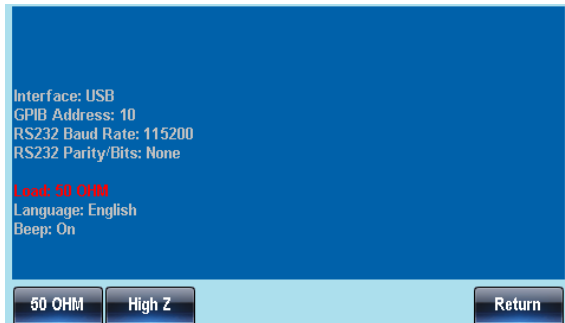 Interface: USB
GPIB Address: 10
RS232 Baud Rate: 115200
RS232 Parity/Bits: None
Load: 50 OHM
Language: English
Beep: On
50 OHM High Z Return